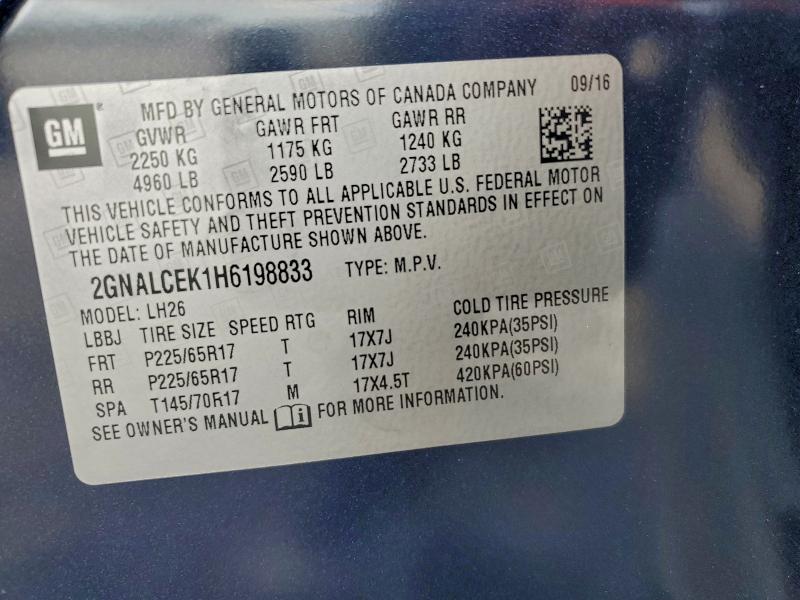 GM
® MFD BY GENERAL MOTORS OF CANADA COMPANY 09/16
GVWR GAWR FRT GAWR RR
2250 KG 1175 KG 1240 KG
4960 LB 2590 LB 2733 LB
THIS VEHICLE CONFORMS TO ALL APPLICABLE U.S. FEDERAL MOTOR
VEHICLE SAFETY AND THEFT PREVENTION STANDARDS IN EFFECT ON
THE DATE OF MANUFACTURE SHOWN ABOVE.
2GNALCEK1H6198833 TYPE: M.P.V.
MODEL: LH26
LBBJ TIRE SIZE SPEED RTG RIM COLD TIRE PRESSURE
FRT P225/65R17 T 17X7J 240KPA(35PSI)
RR P225/65R17 T 17X7J 240KPA(35PSI)
SPA T145/70R17 M 17X4.5T 420KPA(60PSI)
SEE OWNER'S MANUAL FOR MORE INFORMATION.